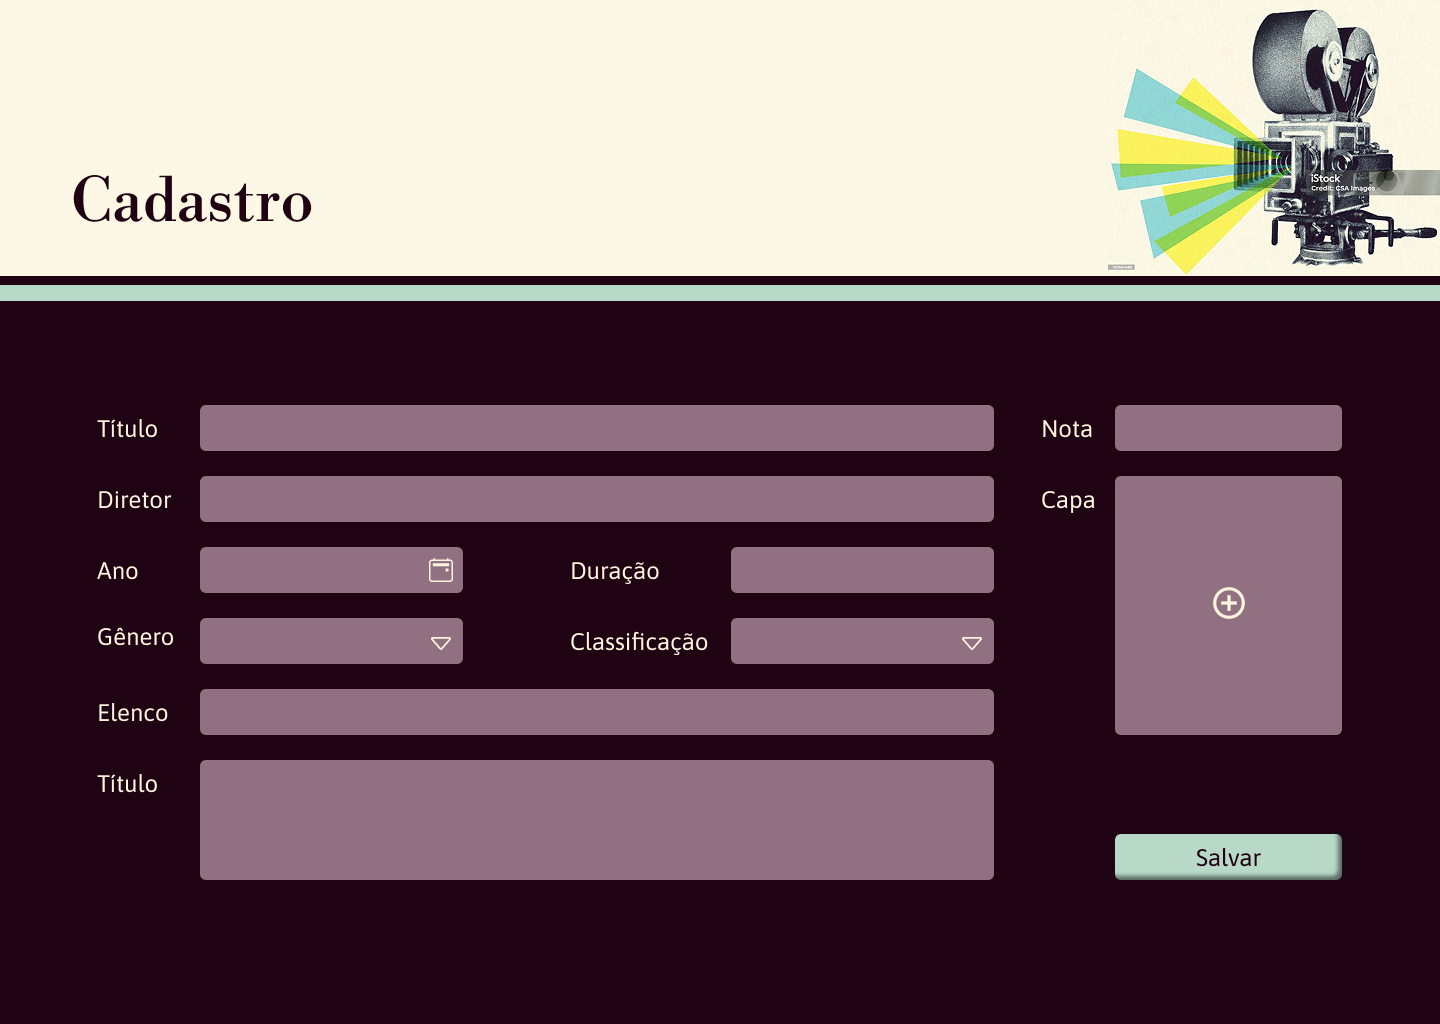 Cadastro
iStock
Credit: CSA Images
Título
Nota
Diretor
Capa
Ano
Duração
Gênero
Classificação
Elenco
Título
Salvar